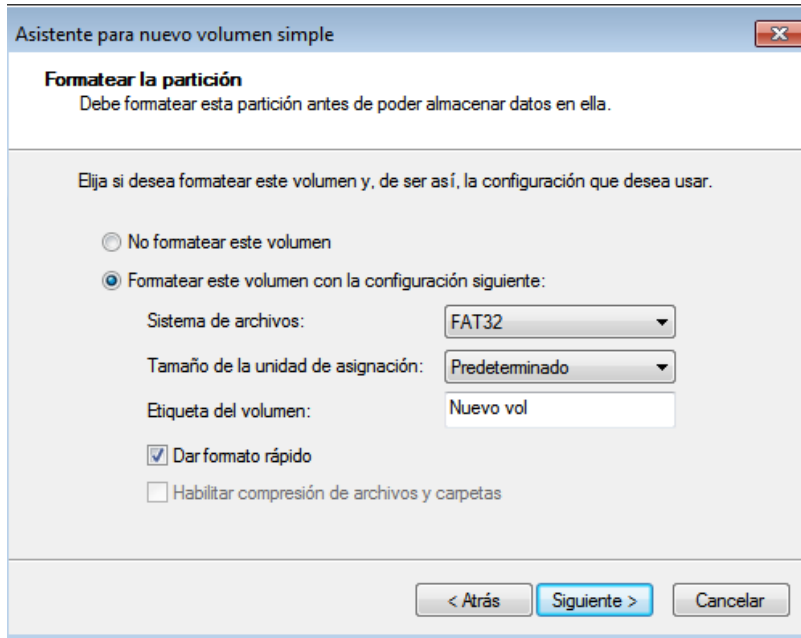 Asistente para nuevo volumen simple
Formatear la partición
Debe formatear esta partición antes de poder almacenar datos en ella.
Elija si desea formatear este volumen y, de ser así, la configuración que desea usar.
No formatear este volumen
Formatear este volumen con la configuración siguiente:
Sistema de archivos: FAT32
Tamaño de la unidad de asignación: Predeterminado
Etiqueta del volumen: Nuevo vol
Dar formato rápido
Habilitar compresión de archivos y carpetas
< Atrás Siguiente > Cancelar